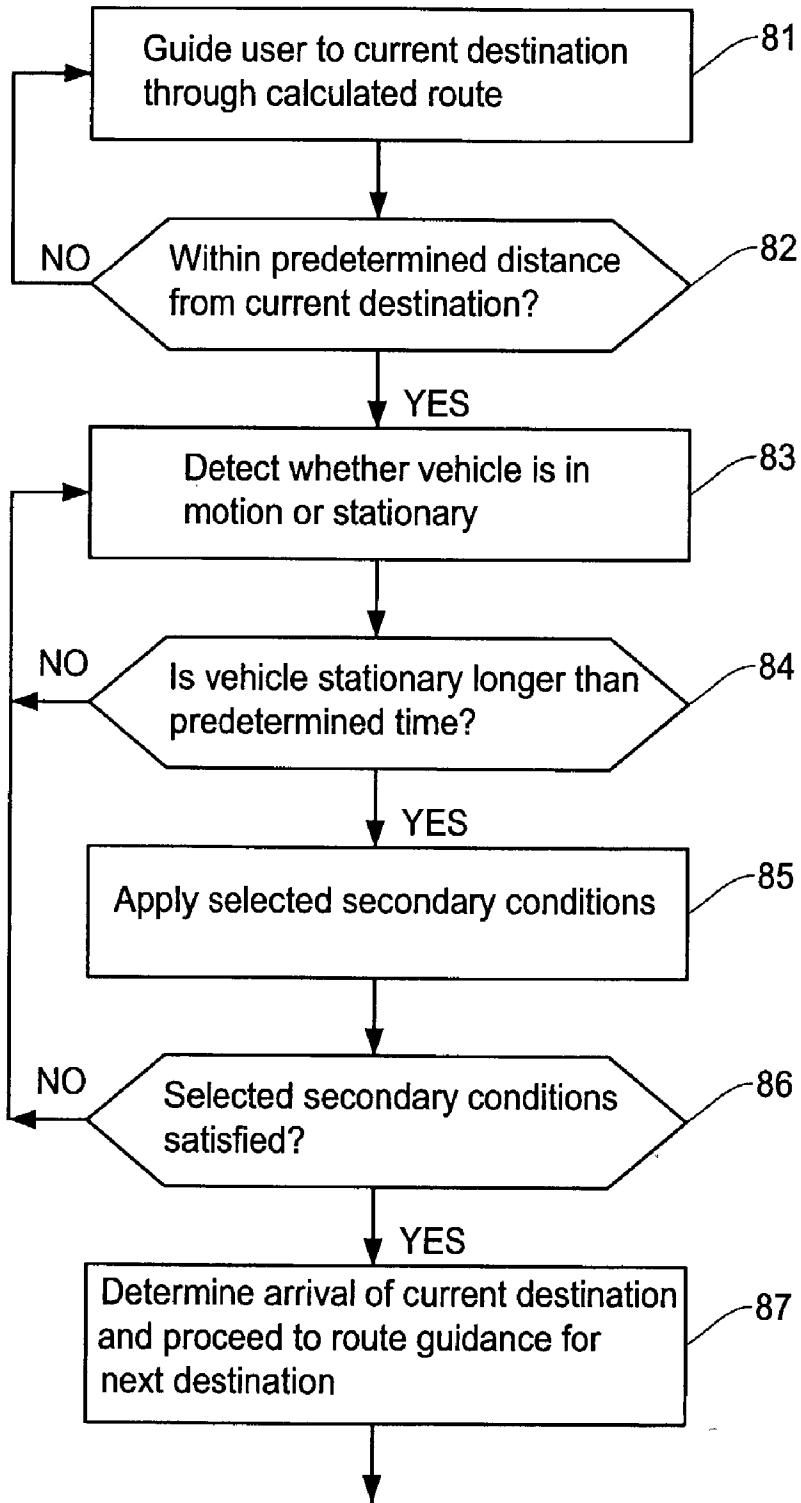 Guide user to current destination
through calculated route
81
NO
Within predetermined distance
from current destination?
82
YES
Detect whether vehicle is in
motion or stationary
83
NO
Is vehicle stationary longer than
predetermined time?
84
YES
Apply selected secondary conditions
85
NO
Selected secondary conditions
satisfied?
86
YES
Determine arrival of current destination
and proceed to route guidance for
next destination
87